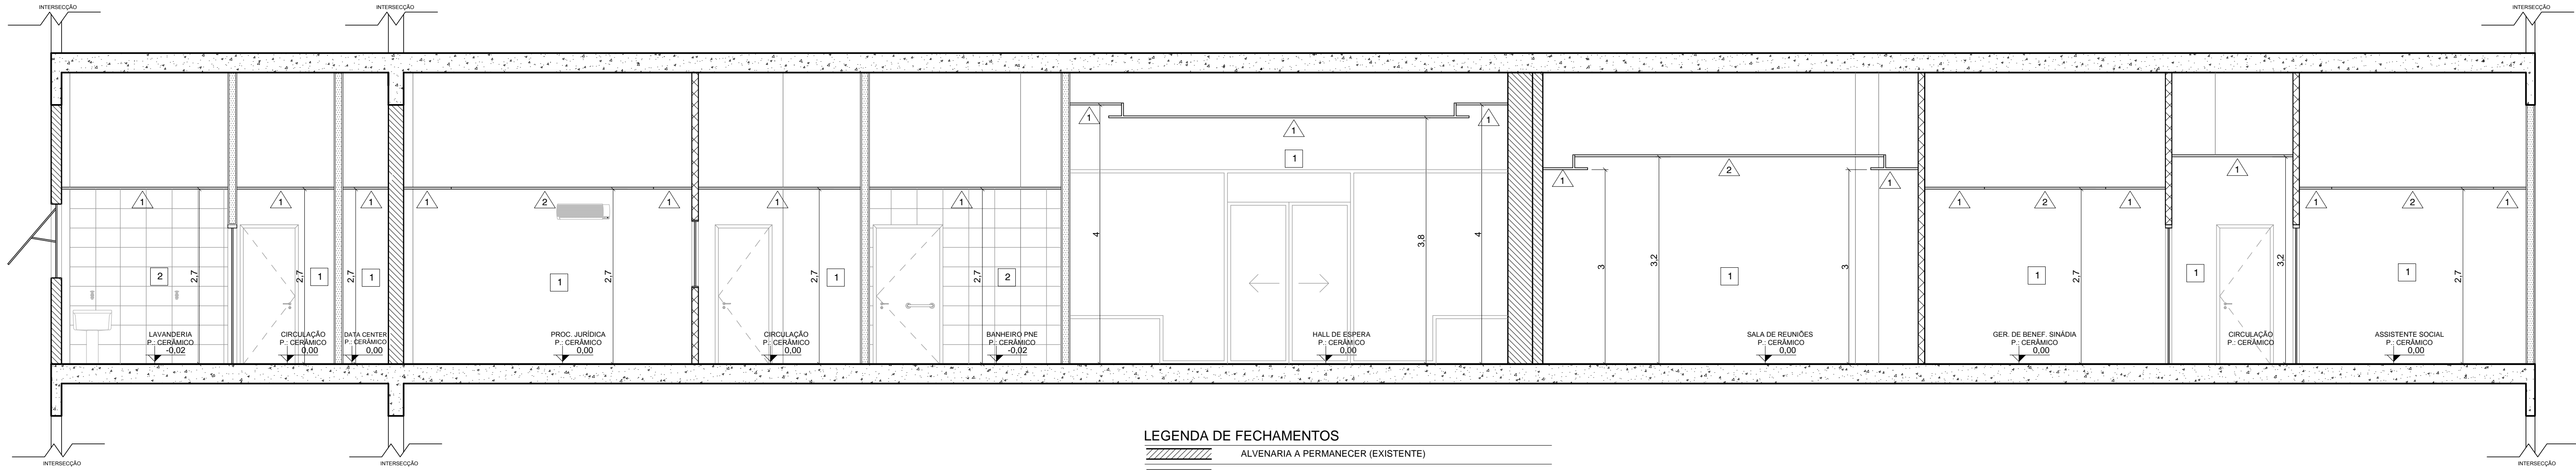 INTERSECÇÃO
INTERSECÇÃO
INTERSECÇÃO
1
1
1
1
1
2
1
1
1
1
1
1
1
1
2
1
1
1
2
1
1
1
2
1
2
1
1
1
1
2
1
1
1
1
1
2,7
2,7
2,7
2,7
2,7
2,7
4
3,8
4
3
3,2
3
2,7
3,2
2,7
LAVANDERIA
P.: CERÂMICO
-0.02
CIRCULAÇÃO
P.: CERÂMICO
0,00
DATA CENTER
P.: CERÂMICO
0,00
PROC. JURÍDICA
P.: CERÂMICO
0,00
CIRCULAÇÃO
P.: CERÂMICO
0,00
BANHEIRO PNE
P.: CERÂMICO
-0.02
HALL DE ESPERA
P.: CERÂMICO
0,00
SALA DE REUNIÕES
P.: CERÂMICO
0,00
GER. DE BENEF. SINÁDIA
P.: CERÂMICO
0,00
CIRCULAÇÃO
P.: CERÂMICO
ASSISTENTE SOCIAL
P.: CERÂMICO
0,00
LEGENDA DE FECHAMENTOS
ALVENARIA A PERMANECER (EXISTENTE)
INTERSECÇÃO
INTERSECÇÃO
INTERSECÇÃO